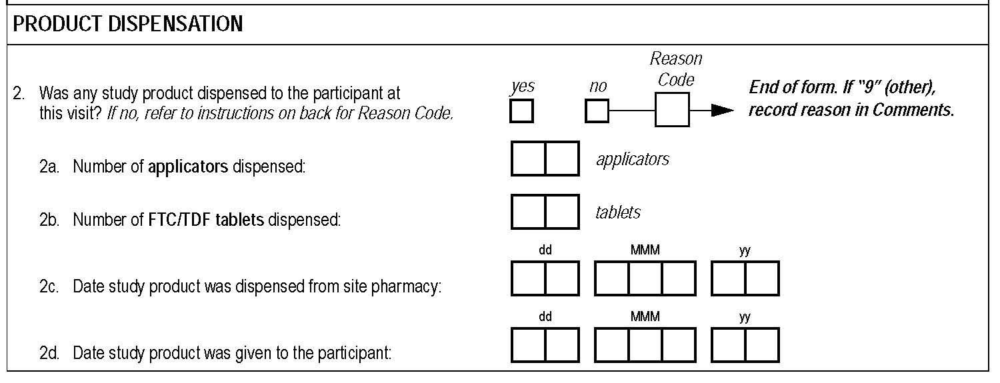 PRODUCT DISPENSATION
Reason
Code
2. Was any study product dispensed to the participant at
this visit? If no, refer to instructions on back for Reason Code.
yes
no
End of form. If “9” (other),
record reason in Comments.
2a. Number of applicators dispensed:
applicators
2b. Number of FTC/TDF tablets dispensed:
tablets
dd MMM yy
2c. Date study product was dispensed from site pharmacy:
dd MMM yy
2d. Date study product was given to the participant: